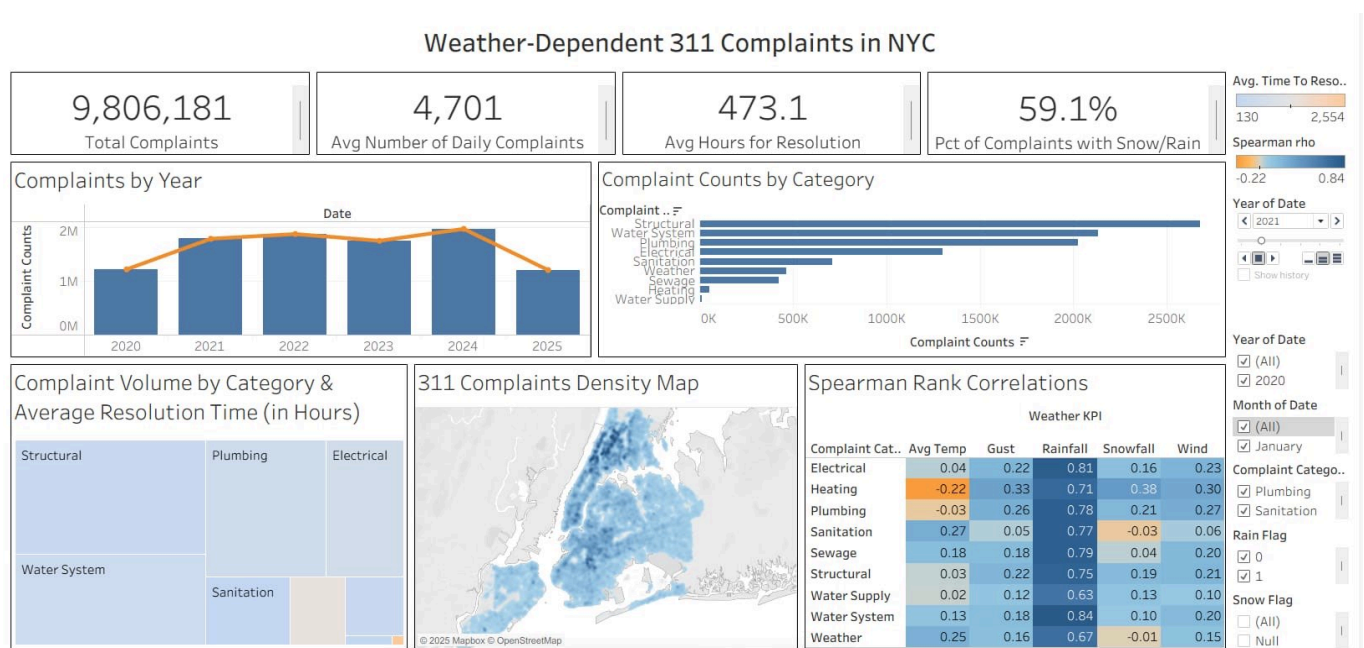 Weather-Dependent 311 Complaints in NYC
9,806,181
Total Complaints
4,701
Avg Number of Daily Complaints
473.1
Avg Hours for Resolution
59.1%
Pct of Complaints with Snow/Rain
Avg. Time To Reso..
130 2,554
Spearman rho
-0.22 0.84
Year of Date
2021
Show history
Complaints by Year
Date
Complaint Counts
2M
1M
0M
2020 2021 2022 2023 2024 2025
Complaint Counts by Category
Complaint ..
Structural
Water System
Plumbing
Electrical
Sanitation
Weather
Sewage
Heating
Water Supply
0K 500K 1000K 1500K 2000K 2500K
Complaint Counts
Complaint Volume by Category &
Average Resolution Time (in Hours)
Structural
Plumbing
Electrical
Water System
Sanitation
311 Complaints Density Map
© 2025 Mapbox © OpenStreetMap
Spearman Rank Correlations
Weather KPI
Complaint Cat.. Avg Temp Gust Rainfall Snowfall Wind
Electrical 0.04 0.22 0.81 0.16 0.23
Heating -0.22 0.33 0.71 0.38 0.30
Plumbing -0.03 0.26 0.78 0.21 0.27
Sanitation 0.27 0.05 0.77 -0.03 0.06
Sewage 0.18 0.18 0.79 0.04 0.20
Structural 0.03 0.22 0.75 0.19 0.21
Water Supply 0.02 0.12 0.63 0.13 0.10
Water System 0.13 0.18 0.84 0.10 0.20
Weather 0.25 0.16 0.67 -0.01 0.15
Year of Date
(All)
2020
Month of Date
(All)
January
Complaint Catego..
Plumbing
Sanitation
Rain Flag
0
1
Snow Flag
(All)
Null